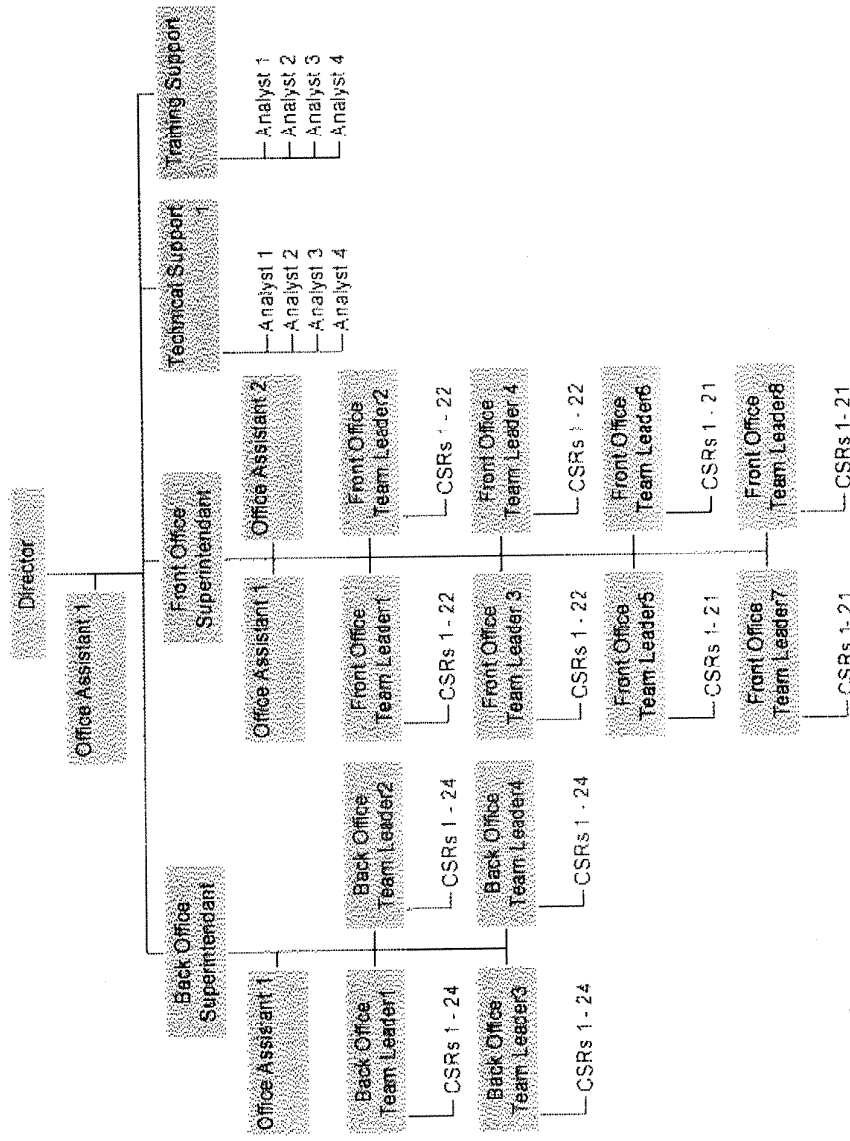 Director
Office Assistant 1
Back Office
Superintendant
Front Office
Superintendant
Technical Support
1
Training Support
Office Assistant 1
Office Assistant 1
Office Assistant 2
Analyst 1
Analyst 2
Analyst 3
Analyst 4
Analyst 1
Analyst 2
Analyst 3
Analyst 4
Back Office
Team Leader1
CSRs 1 - 24
Back Office
Team Leader2
CSRs 1 - 24
Back Office
Team Leader3
CSRs 1 - 24
Back Office
Team Leader4
CSRs 1 - 24
Front Office
Team Leader1
CSRs 1 - 22
Front Office
Team Leader2
CSRs 1 - 22
Front Office
Team Leader 3
CSRs 1 - 22
Front Office
Team Leader 4
CSRs 1 - 22
Front Office
Team Leader5
CSRs 1 - 21
Front Office
Team Leader6
CSRs 1 - 21
Front Office
Team Leader7
CSRs 1 - 21
Front Office
Team Leader8
CSRs 1 - 21